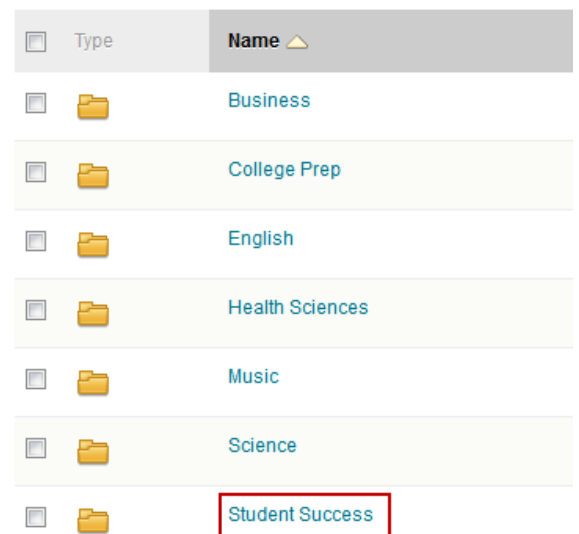 Type Name
Business
College Prep
English
Health Sciences
Music
Science
Student Success